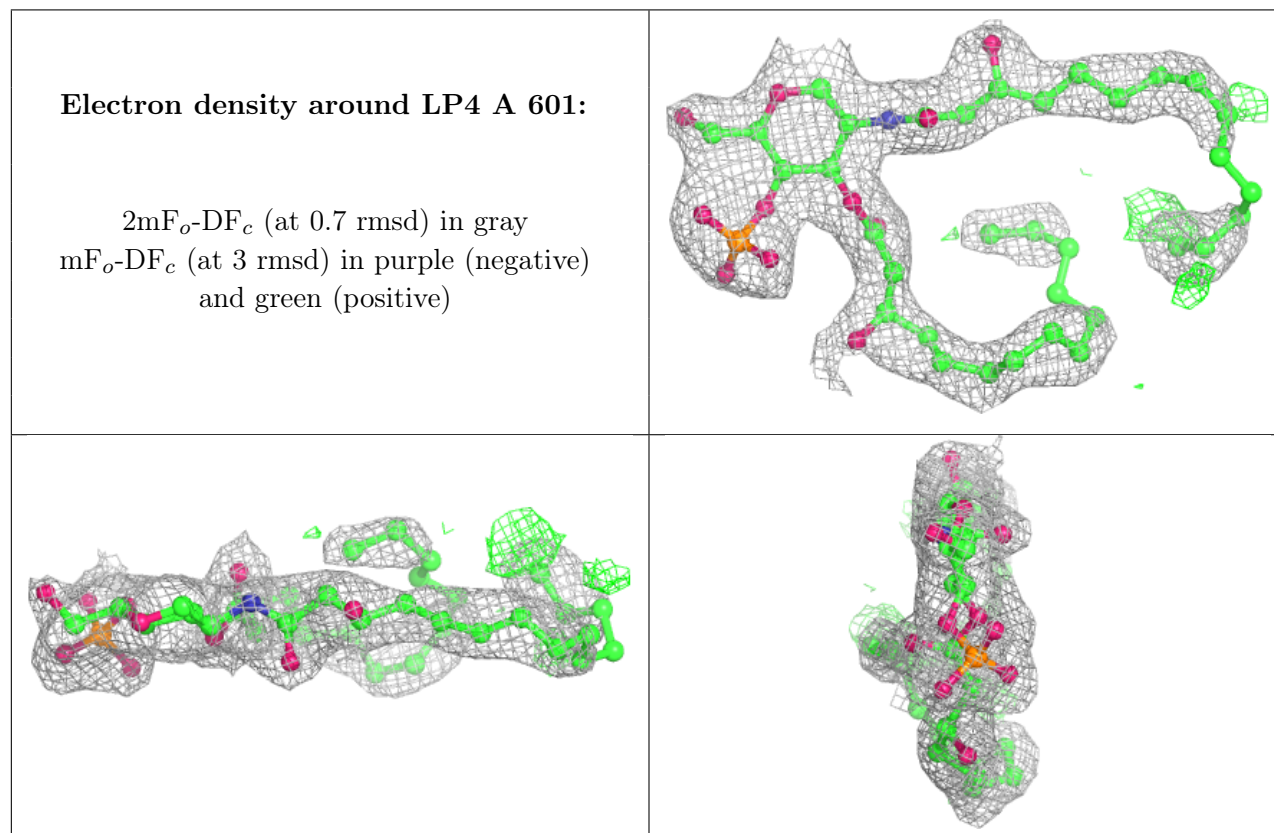 Electron density around LP4 A 601:
2mFo-DFc (at 0.7 rmsd) in gray
mFo-DFc (at 3 rmsd) in purple (negative)
and green (positive)